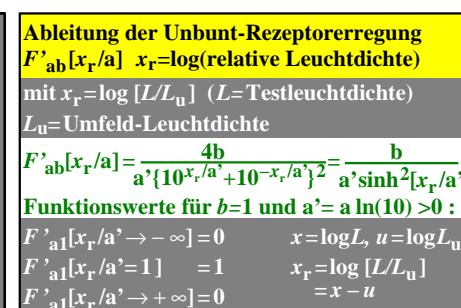 Ableitung der Unbunt-Rezeptorerregung
F’ab[xr/a] xr=log(relative Leuchtdichte)
mit xr=log [L/Lu] (L=Testleuchtdichte)
Lu=Umfeld-Leuchtdichte
F’ab[xr/a]= 4b / a’{10^xr/a’+10^−xr/a’}^2 = b / a’sinh^2[xr/a’
Funktionswerte für b=1 und a’= a ln(10) >0 :
F’a1[xr/a’→ − ∞]=0 x=logL, u=logLu
F’a1[xr/a’=1] =1 xr=log [L/Lu]
F’a1[xr/a’→ + ∞]=0 =x − u